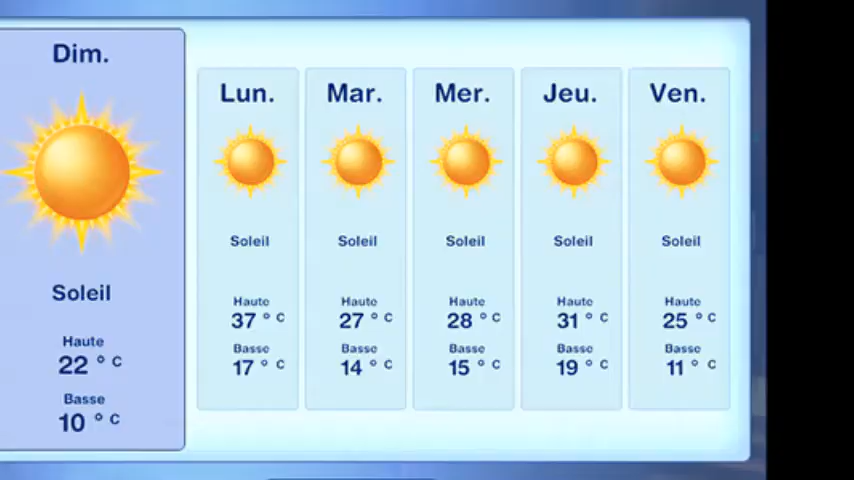 Dim.
Soleil
Haute
22 ° C
Basse
10 ° C
Lun.
Soleil
Haute
37 ° C
Basse
17 ° C
Mar.
Soleil
Haute
27 ° C
Basse
14 ° C
Mer.
Soleil
Haute
28 ° C
Basse
15 ° C
Jeu.
Soleil
Haute
31 ° C
Basse
19 ° C
Ven.
Soleil
Haute
25 ° C
Basse
11 ° C